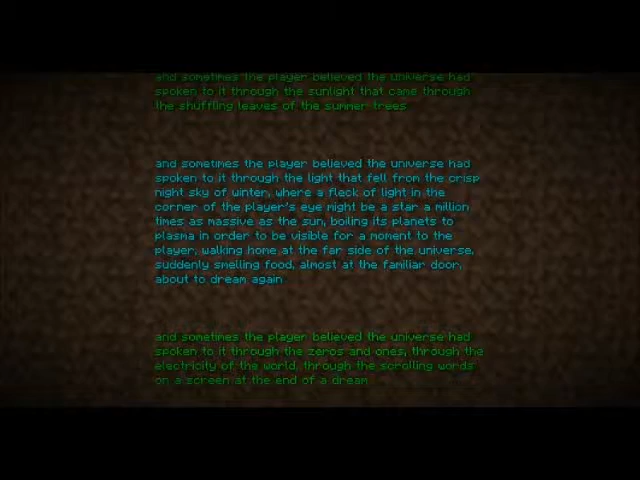 and sometimes the player believed the universe had
spoken to it through the sunlight that came through
the shuffling leaves of the summer trees
and sometimes the player believed the universe had
spoken to it through the light that fell from the crisp
night sky of winter, where a fleck of light in the
corner of the player's eye might be a star a million
times as massive as the sun, boiling its planets to
plasma in order to be visible for a moment to the
player, walking home at the far side of the universe,
suddenly smelling food, almost at the familiar door,
about to dream again
and sometimes the player believed the universe had
spoken to it through the zeros and ones, through the
electricity of the world, through the scrolling words
on a screen at the end of a dream